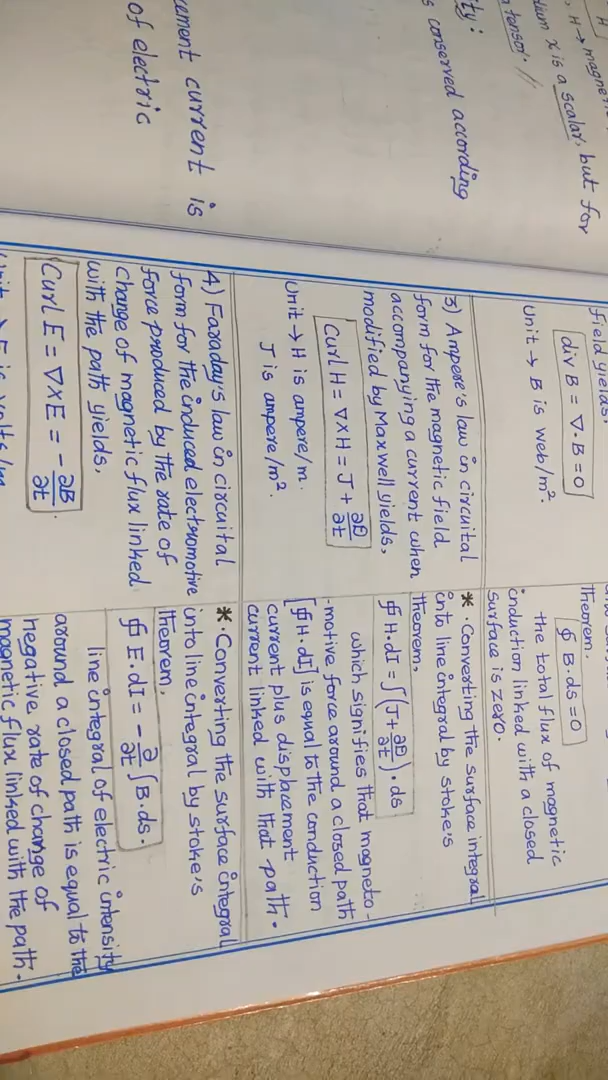 H
, H → magne
dium x is a scalar, but for
a tensor. //
ty:
s conserved according
cement current is
of electric
field yields,
div B = ∇·B = 0
Unit → B is web/m².
theorem.
∮ B.ds = 0
the total flux of magnetic
induction linked with a closed
surface is zero.
3) Ampere's law in circuital
form for the magnetic field
accompanying a current when
modified by Maxwell yields,
Curl H = ∇×H = J + ∂D/∂t
Unit → H is ampere/m.
J is ampere/m².
* · Converting the surface integral
into line integral by stoke's
theorem,
∮ H.dI = ∫(J + ∂D/∂t).ds
which signifies that magneto-
-motive force around a closed path
[∮H.dI] is equal to the conduction
current plus displacement
current linked with that path.
4) Faraday's law in circuital
form for the induced electromotive
force produced by the rate of
change of magnetic flux linked
with the path yields,
Curl E = ∇×E = -∂B/∂t.
* · Converting the surface integral
into line integral by stoke's
theorem,
∮ E.dI = -∂/∂t ∫B.ds.
line integral of electric intensity
around a closed path is equal to the
negative rate of change of
magnetic flux linked with the path.